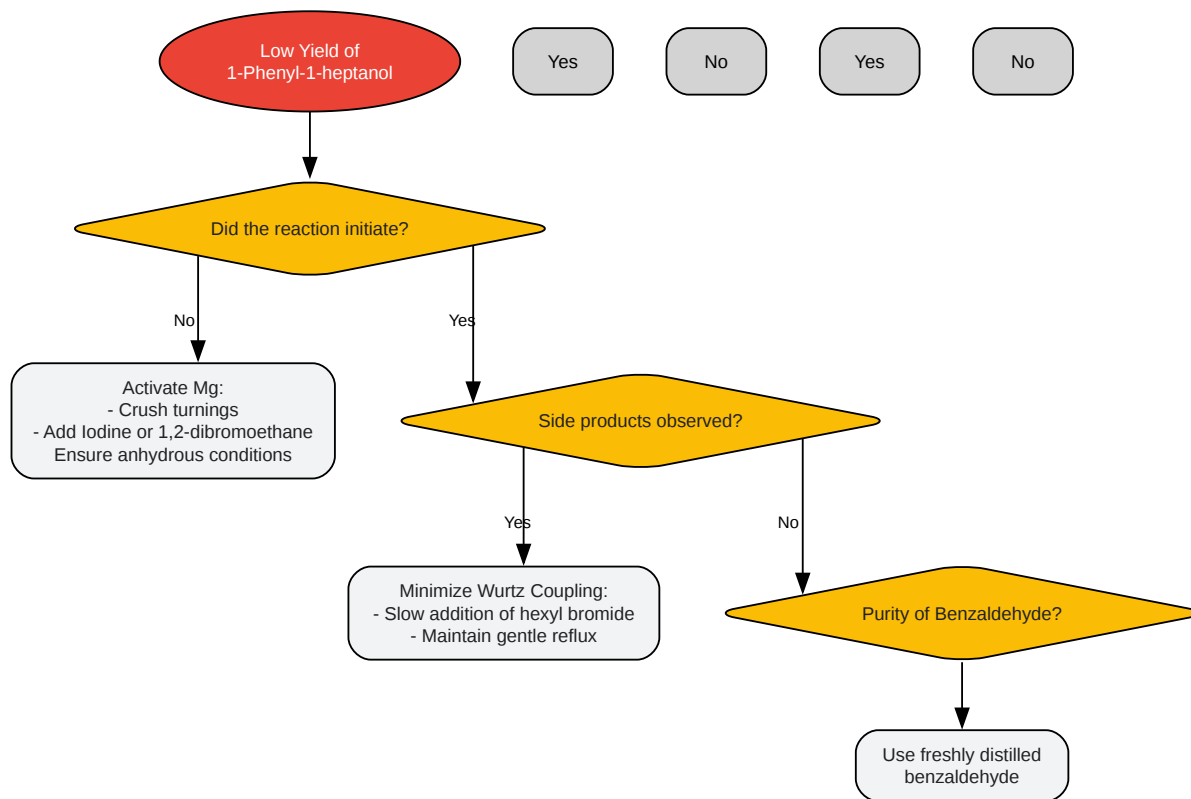 Low Yield of
1-Phenyl-1-heptanol
Yes
No
Yes
No
Did the reaction initiate?
No
Yes
Activate Mg:
- Crush turnings
- Add Iodine or 1,2-dibromoethane
Ensure anhydrous conditions
Side products observed?
Yes
No
Minimize Wurtz Coupling:
- Slow addition of hexyl bromide
- Maintain gentle reflux
Purity of Benzaldehyde?
Use freshly distilled
benzaldehyde